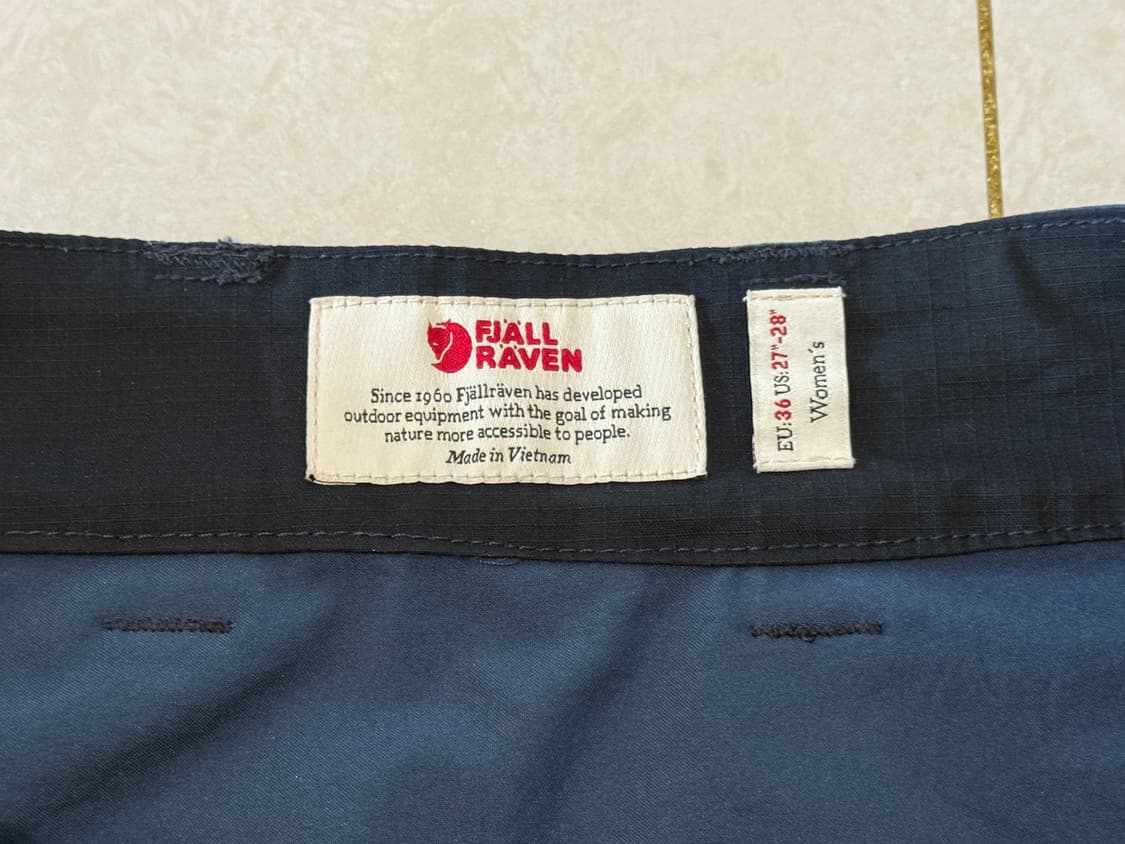 FJÄLL
RÄVEN
Since 1960 Fjällräven has developed
outdoor equipment with the goal of making
nature more accessible to people.
Made in Vietnam
EU:36 US:27"-28"
Women´s